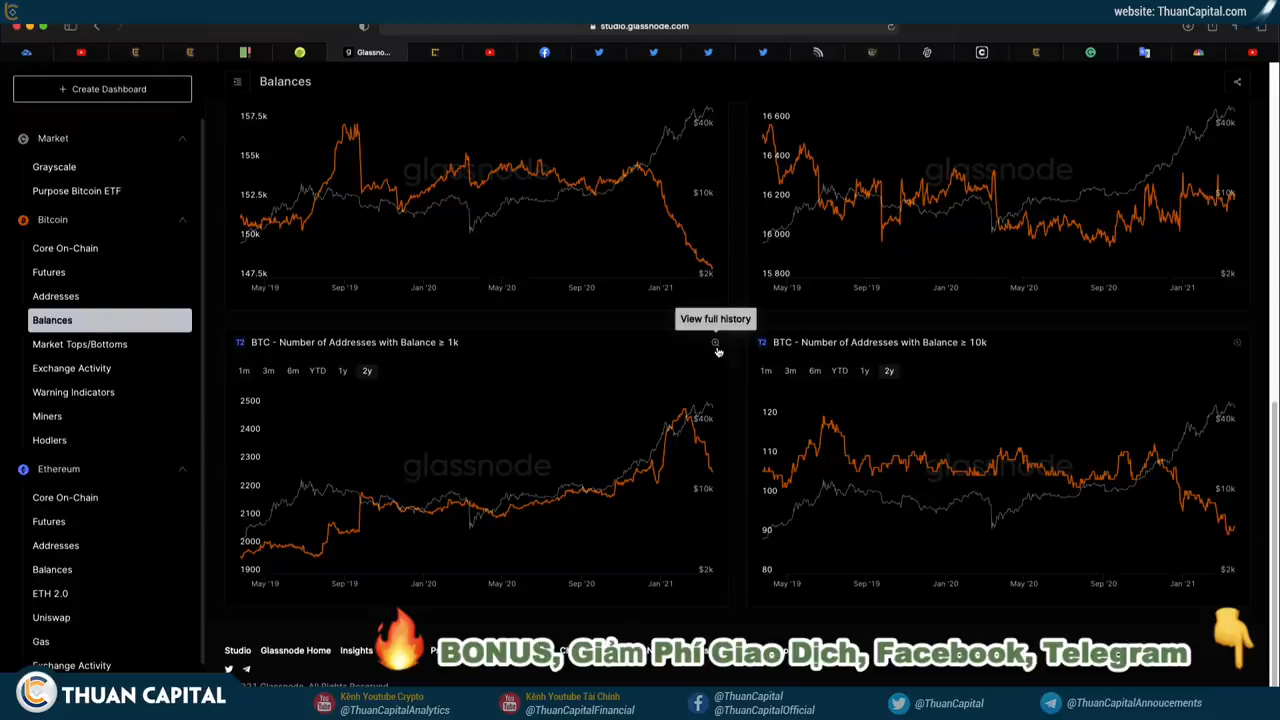 website: ThuanCapital.com
studio.glassnode.com
Glassno...
+ Create Dashboard
Balances
Market
Grayscale
Purpose Bitcoin ETF
Bitcoin
Core On-Chain
Futures
Addresses
Balances
Market Tops/Bottoms
Exchange Activity
Warning Indicators
Miners
Hodlers
Ethereum
Core On-Chain
Futures
Addresses
Balances
ETH 2.0
Uniswap
Gas
Exchange Activity
157.5k
155k
152.5k
150k
147.5k
$40k
$10k
$2k
glassnode
May '19 Sep '19 Jan '20 May '20 Sep '20 Jan '21
16 600
16 400
16 200
16 000
15 800
$40k
$10k
$2k
glassnode
May '19 Sep '19 Jan '20 May '20 Sep '20 Jan '21
View full history
T2 BTC - Number of Addresses with Balance ≥ 1k
1m 3m 6m YTD 1y 2y
2500
2400
2300
2200
2100
2000
1900
$40k
$10k
$2k
glassnode
May '19 Sep '19 Jan '20 May '20 Sep '20 Jan '21
T2 BTC - Number of Addresses with Balance ≥ 10k
1m 3m 6m YTD 1y 2y
120
110
100
90
80
$40k
$10k
$2k
glassnode
May '19 Sep '19 Jan '20 May '20 Sep '20 Jan '21
Studio Glassnode Home Insights
BONUS, Giảm Phí Giao Dịch, Facebook, Telegram
THUAN CAPITAL
Kênh Youtube Crypto
@ThuanCapitalAnalytics
Kênh Youtube Tài Chính
@ThuanCapitalFinancial
@ThuanCapital
@ThuanCapitalOfficial
@ThuanCapital
@ThuanCapitalAnnoucements